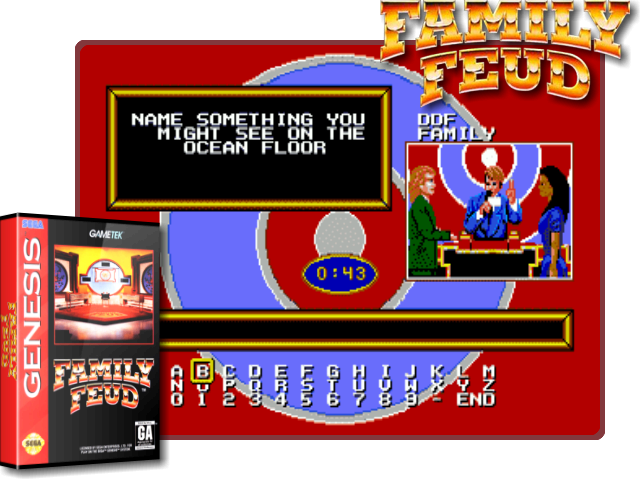 FAMILY
FEUD
NAME SOMETHING YOU
MIGHT SEE ON THE
OCEAN FLOOR
DDF
FAMILY
0:43
A B C D E F G H I J K L M
N O P Q R S T U V W X Y Z
0 1 2 3 4 5 6 7 8 9 - END
SEGA
GENESIS
GAMETEK
FAMILY
FEUD
SEGA
GA